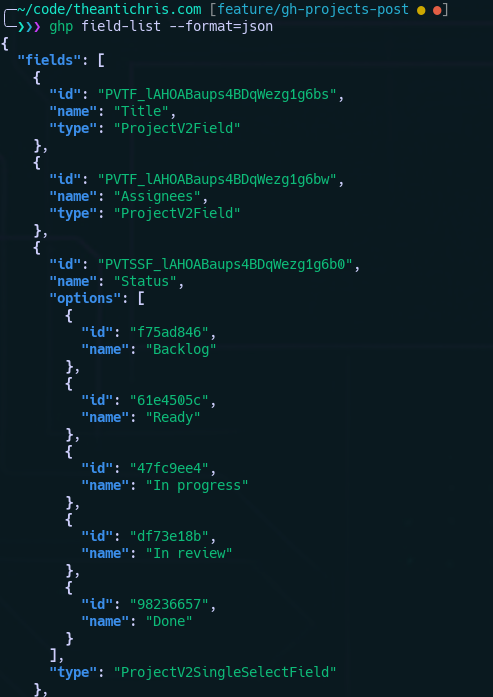 ~/code/theantichris.com [feature/gh-projects-post ● ●]
❯❯❯ ghp field-list --format=json
{
  "fields": [
    {
      "id": "PVTF_lAHOABaups4BDqWezg1g6bs",
      "name": "Title",
      "type": "ProjectV2Field"
    },
    {
      "id": "PVTF_lAHOABaups4BDqWezg1g6bw",
      "name": "Assignees",
      "type": "ProjectV2Field"
    },
    {
      "id": "PVTSSF_lAHOABaups4BDqWezg1g6b0",
      "name": "Status",
      "options": [
        {
          "id": "f75ad846",
          "name": "Backlog"
        },
        {
          "id": "61e4505c",
          "name": "Ready"
        },
        {
          "id": "47fc9ee4",
          "name": "In progress"
        },
        {
          "id": "df73e18b",
          "name": "In review"
        },
        {
          "id": "98236657",
          "name": "Done"
        }
      ],
      "type": "ProjectV2SingleSelectField"
    },